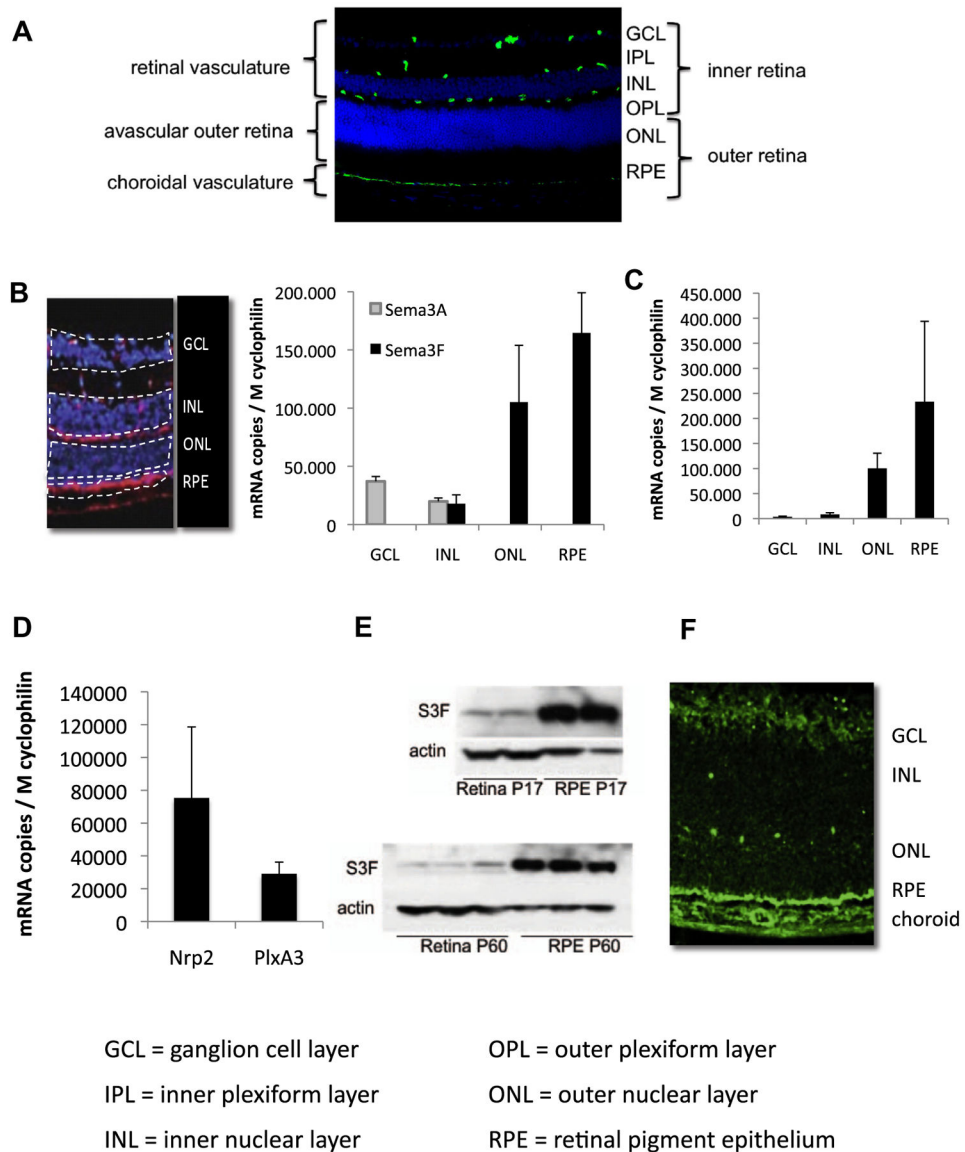 A
retinal vasculature
avascular outer retina
choroidal vasculature
GCL
IPL
INL
OPL
ONL
RPE
inner retina
outer retina
B
GCL
INL
ONL
RPE
mRNA copies / M cyclophilin
200.000
150.000
100.000
50.000
0
Sema3A
Sema3F
GCL INL ONL RPE
C
mRNA copies / M cyclophilin
450.000
400.000
350.000
300.000
250.000
200.000
150.000
100.000
50.000
0
GCL INL ONL RPE
D
mRNA copies / M cyclophilin
140000
120000
100000
80000
60000
40000
20000
0
Nrp2 PlxA3
E
S3F
actin
Retina P17 RPE P17
S3F
actin
Retina P60 RPE P60
F
GCL
INL
ONL
RPE
choroid
GCL = ganglion cell layer
IPL = inner plexiform layer
INL = inner nuclear layer
OPL = outer plexiform layer
ONL = outer nuclear layer
RPE = retinal pigment epithelium